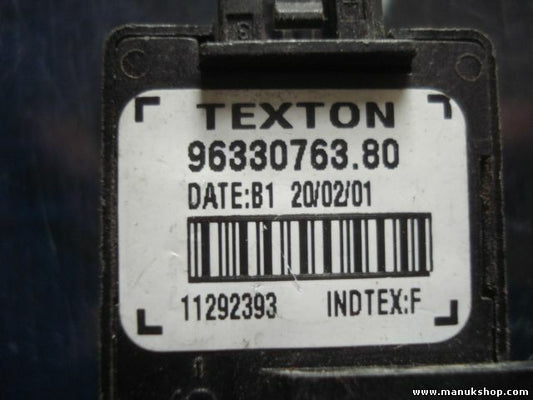 TEXTON
96330763.80
DATE:B1 20/02/01
11292393 INDTEX:F
www.manukshop.com